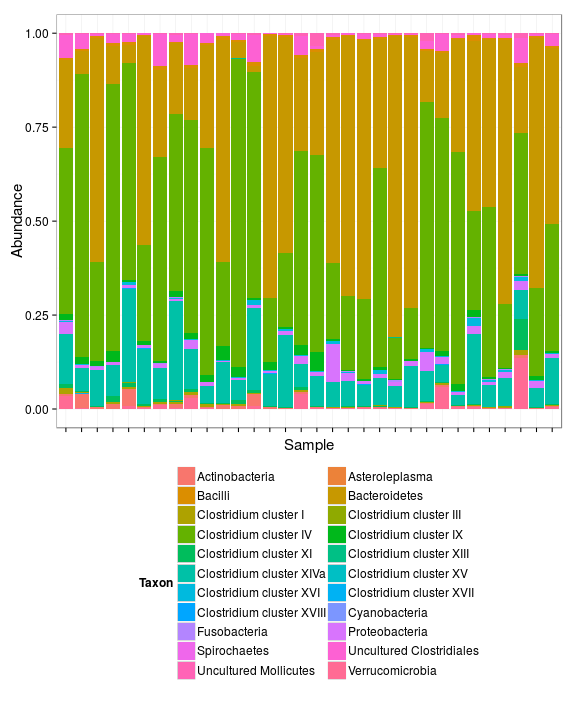 1.00
0.75
0.50
0.25
0.00
Abundance
Sample
Taxon
Actinobacteria
Asteroleplasma
Bacilli
Bacteroidetes
Clostridium cluster I
Clostridium cluster III
Clostridium cluster IV
Clostridium cluster IX
Clostridium cluster XI
Clostridium cluster XIII
Clostridium cluster XIVa
Clostridium cluster XV
Clostridium cluster XVI
Clostridium cluster XVII
Clostridium cluster XVIII
Cyanobacteria
Fusobacteria
Proteobacteria
Spirochaetes
Uncultured Clostridiales
Uncultured Mollicutes
Verrucomicrobia